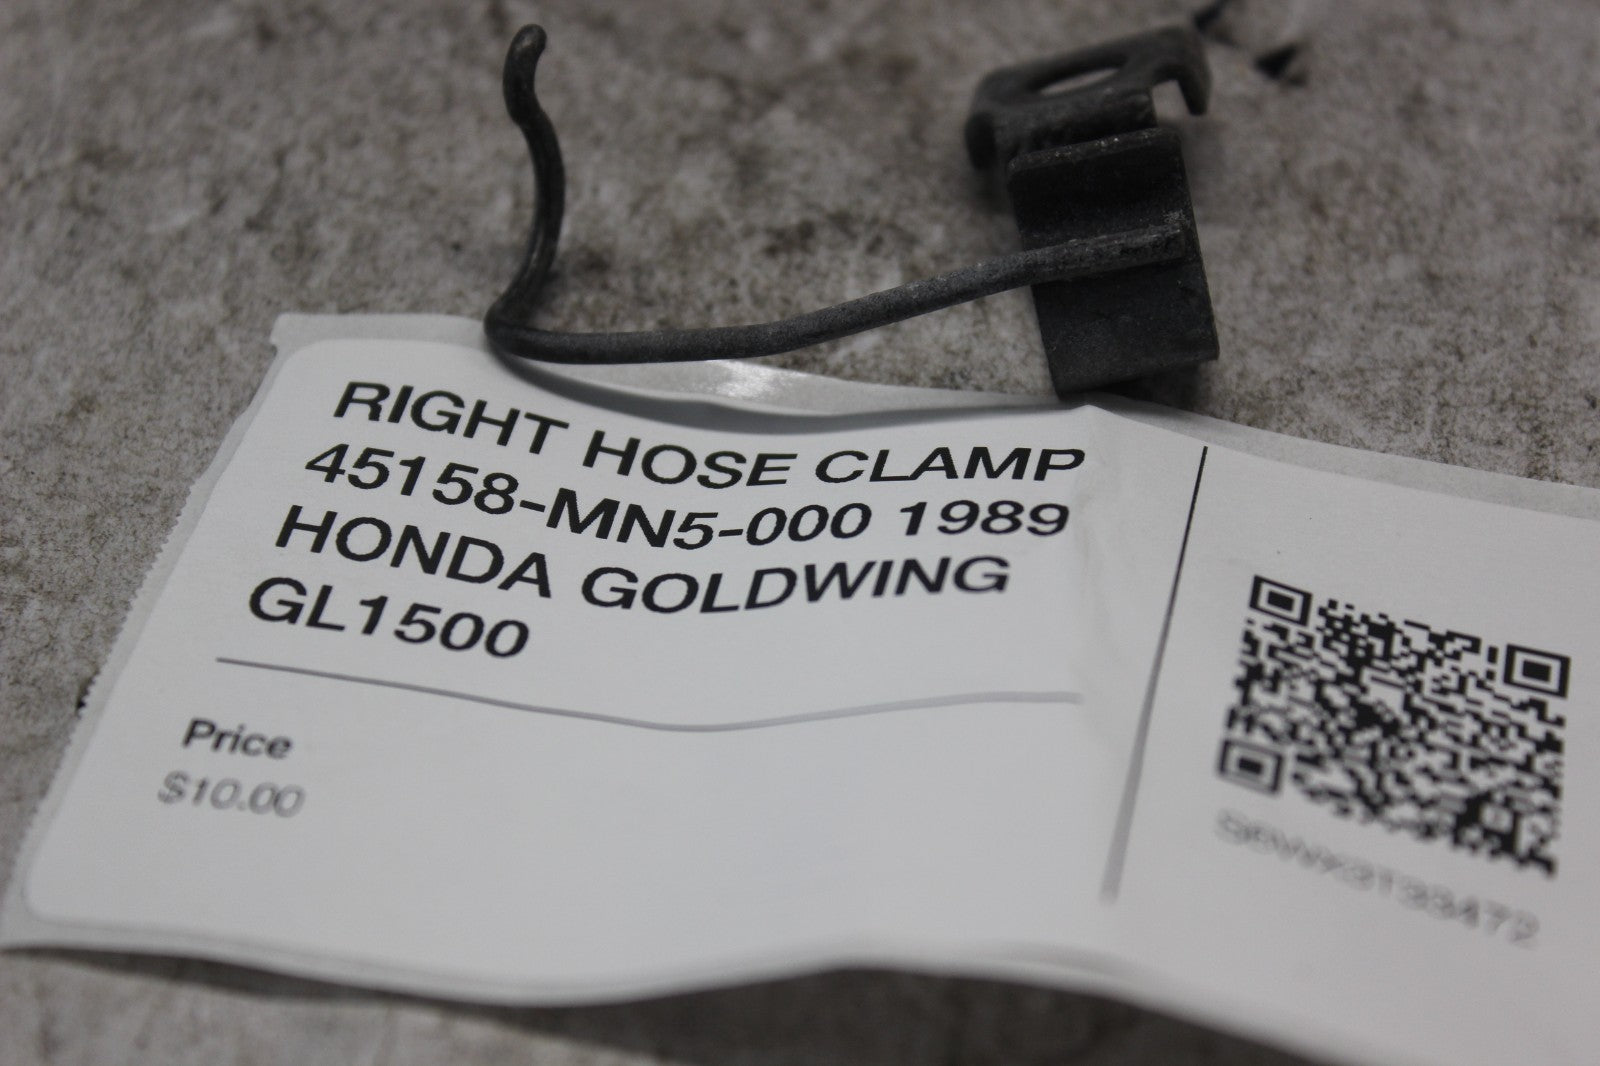 RIGHT HOSE CLAMP
45158-MN5-000 1989
HONDA GOLDWING
GL1500
Price
$10.00